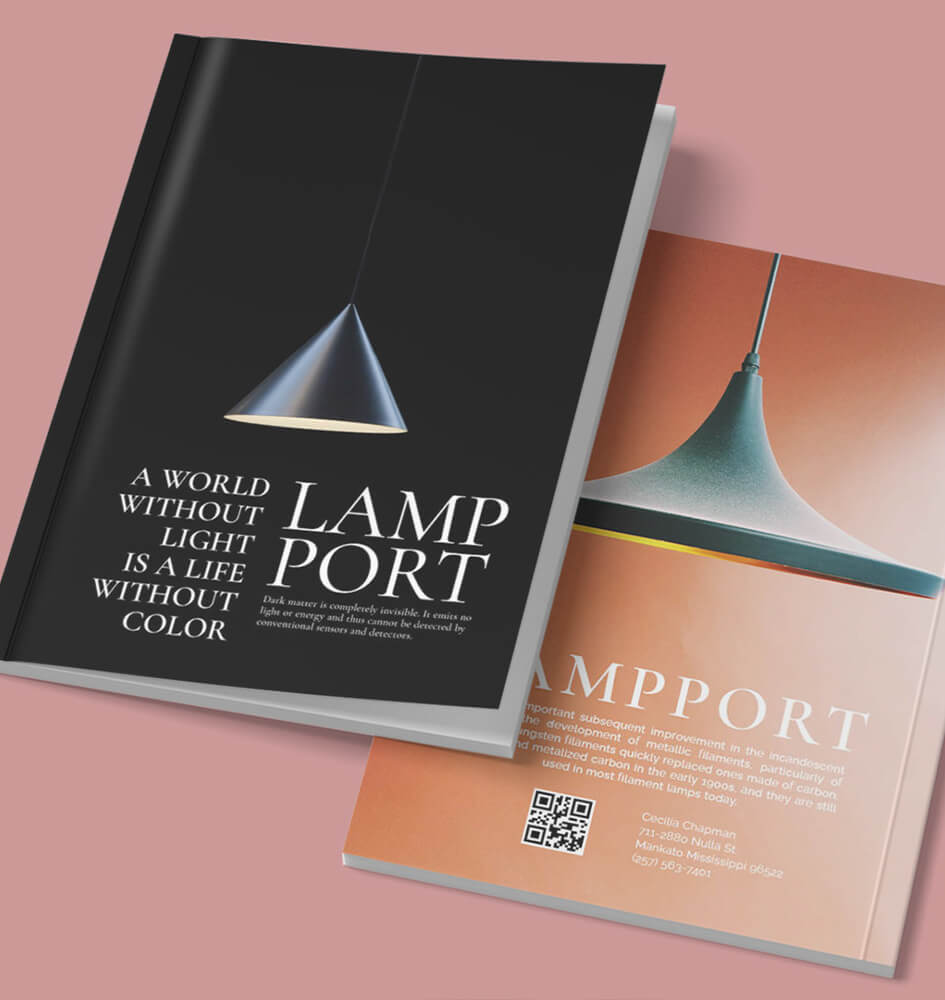 A WORLD
WITHOUT
LIGHT
IS A LIFE
WITHOUT
COLOR
LAMP
PORT
Dark matter is completely invisible. It emits no
light or energy and thus cannot be detected by
conventional sensors and detectors.
AMPPORT
mportant subsequent improvement in the incandescent
the development of metallic filaments, particularly of
ngsten filaments quickly replaced ones made of carbon,
nd metalized carbon in the early 1900s, and they are still
used in most filament lamps today.
Cecilia Chapman
711-2880 Nulla St.
Mankato Mississippi 96522
(257) 563-7401